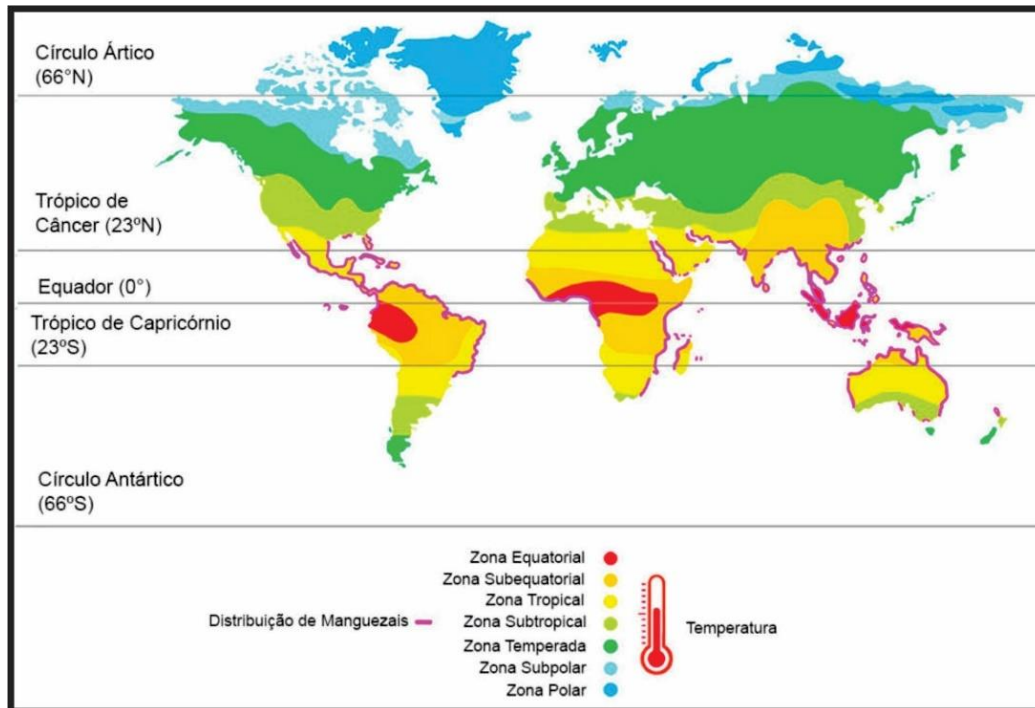 Círculo Ártico
(66°N)
Trópico de
Câncer (23ºN)
Equador (0°)
Trópico de Capricórnio
(23ºS)
Círculo Antártico
(66ºS)
Zona Equatorial
Zona Subequatorial
Zona Tropical
Distribuição de Manguezais
Zona Subtropical
Temperatura
Zona Temperada
Zona Subpolar
Zona Polar